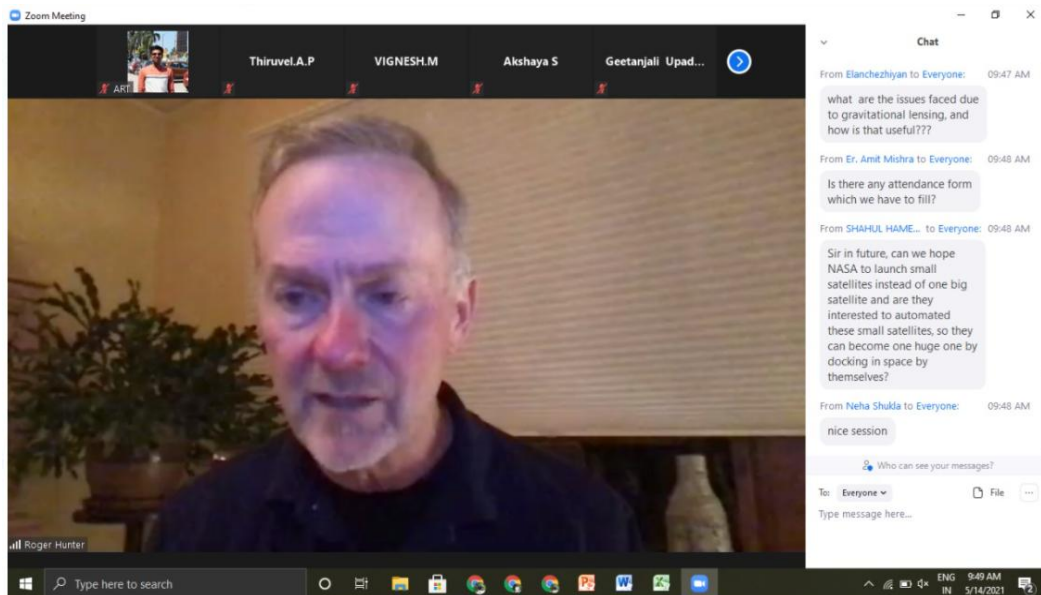 Zoom Meeting
ART
Thiruvel.A.P
VIGNESH.M
Akshaya S
Geetanjali Upad...
Chat
From Elanchezhiyan to Everyone: 09:47 AM
what are the issues faced due
to gravitational lensing, and
how is that useful???
From Er. Amit Mishra to Everyone: 09:48 AM
Is there any attendance form
which we have to fill?
From SHAHUL HAME... to Everyone: 09:48 AM
Sir in future, can we hope
NASA to launch small
satellites instead of one big
satellite and are they
interested to automated
these small satellites, so they
can become one huge one by
docking in space by
themselves?
From Neha Shukla to Everyone: 09:48 AM
nice session
Who can see your messages?
To: Everyone File ...
Type message here...
Roger Hunter
Type here to search
ENG 9:49 AM
IN 5/14/2021
2